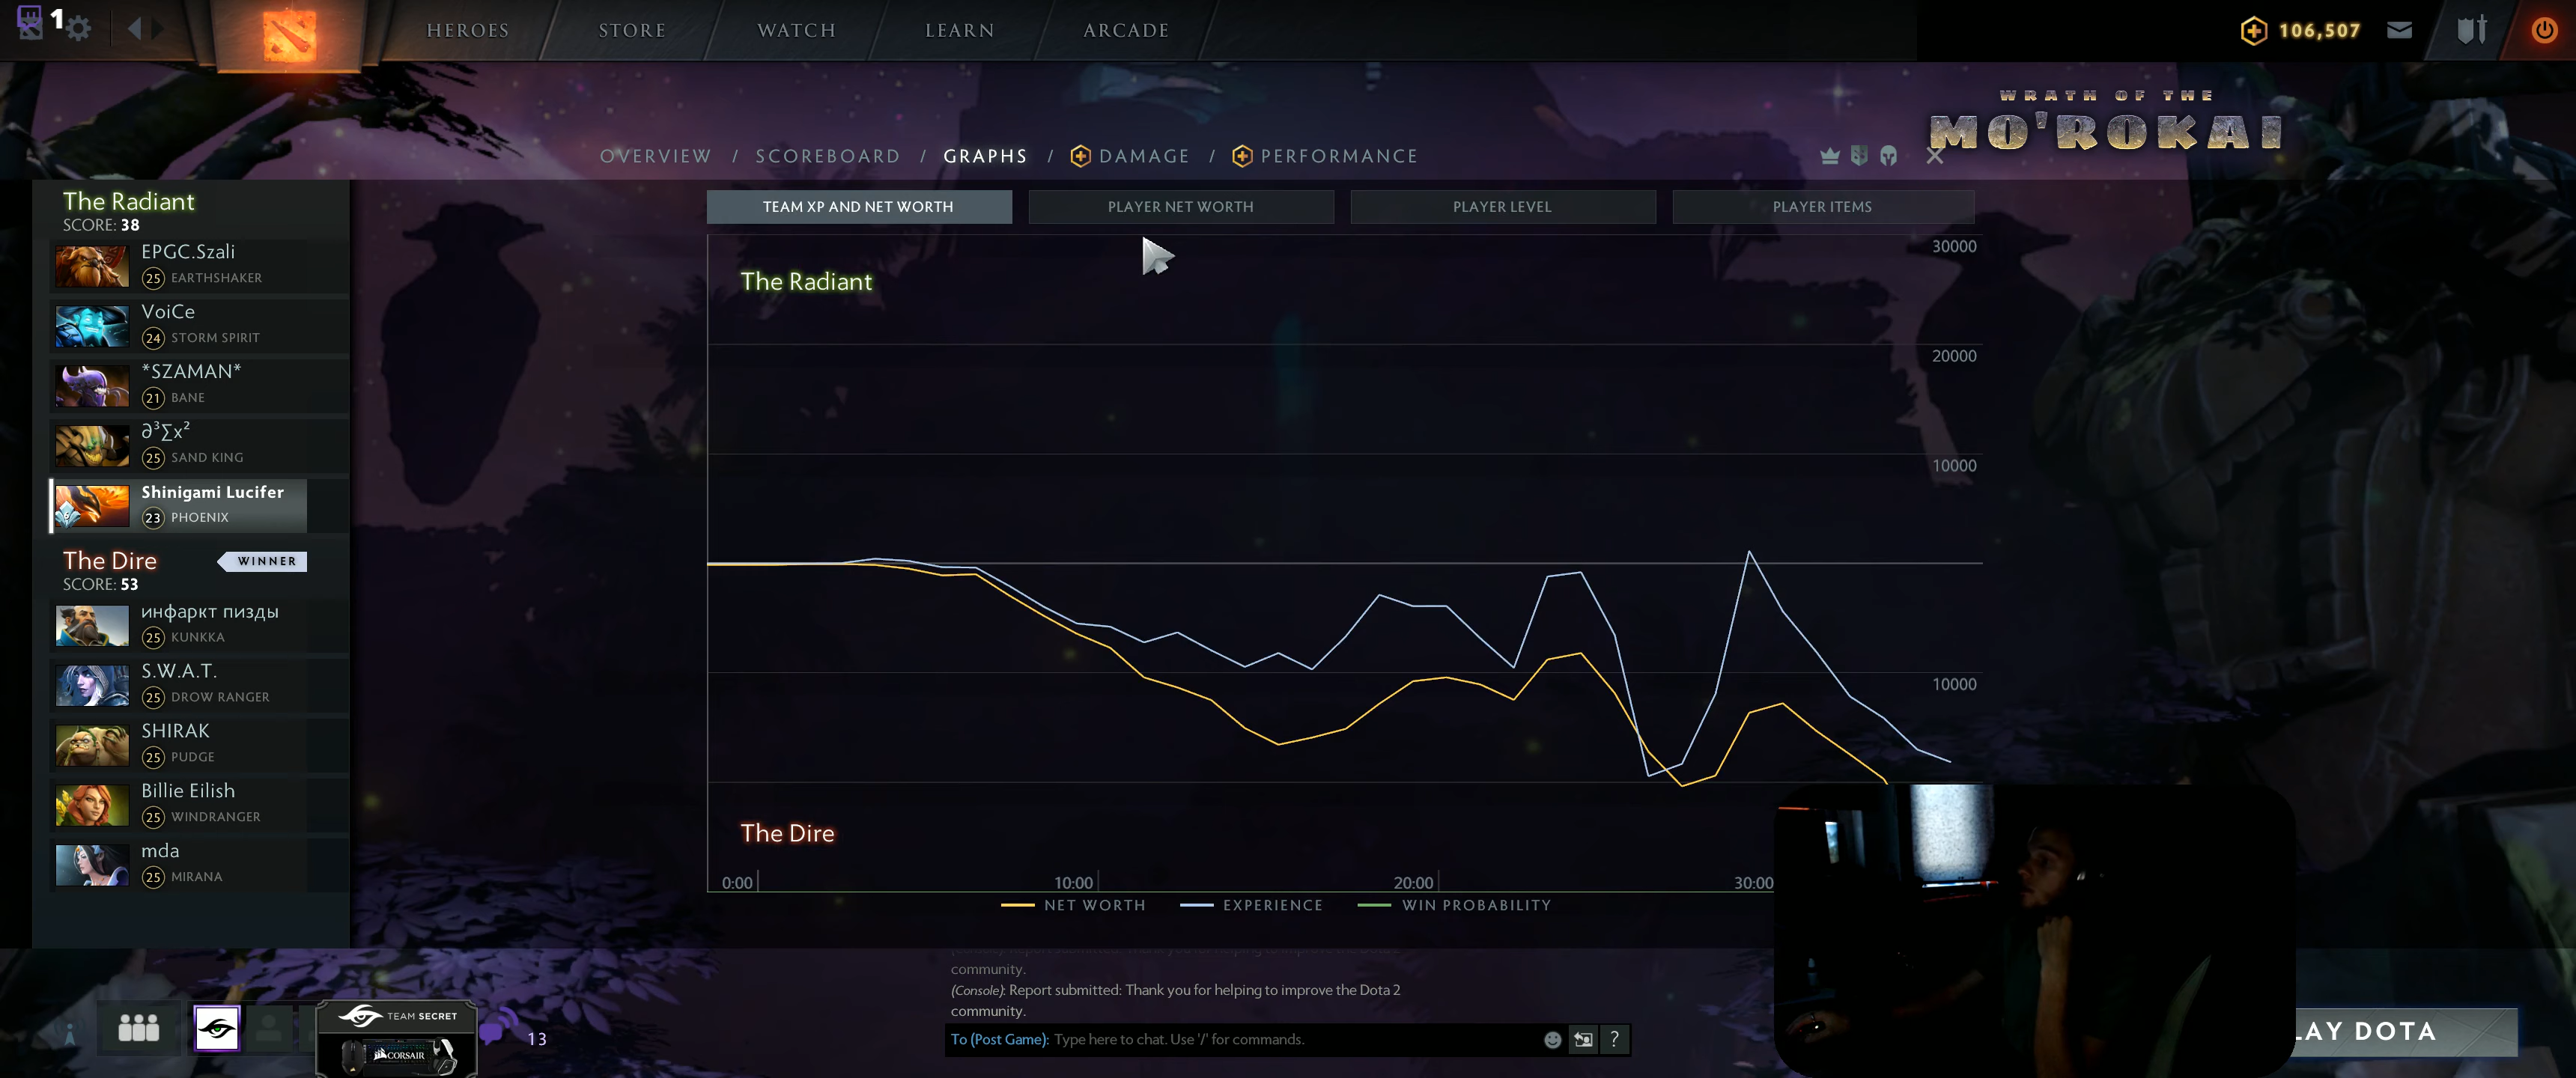 1
HEROES
STORE
WATCH
LEARN
ARCADE
106,507
WRATH OF THE
MO'ROKAI
OVERVIEW / SCOREBOARD / GRAPHS / DAMAGE / PERFORMANCE
TEAM XP AND NET WORTH
PLAYER NET WORTH
PLAYER LEVEL
PLAYER ITEMS
The Radiant
SCORE: 38
EPGC.Szali
25 EARTHSHAKER
VoiCe
24 STORM SPIRIT
*SZAMAN*
21 BANE
∂³∑x²
25 SAND KING
Shinigami Lucifer
23 PHOENIX
The Dire
WINNER
SCORE: 53
инфаркт пизды
25 KUNKKA
S.W.A.T.
25 DROW RANGER
SHIRAK
25 PUDGE
Billie Eilish
25 WINDRANGER
mda
25 MIRANA
The Radiant
30000
20000
10000
10000
The Dire
0:00
10:00
20:00
30:00
NET WORTH
EXPERIENCE
WIN PROBABILITY
community.
(Console): Report submitted: Thank you for helping to improve the Dota 2
community.
To (Post Game): Type here to chat. Use '/' for commands.
?
TEAM SECRET
CORSAIR
13
LAY DOTA